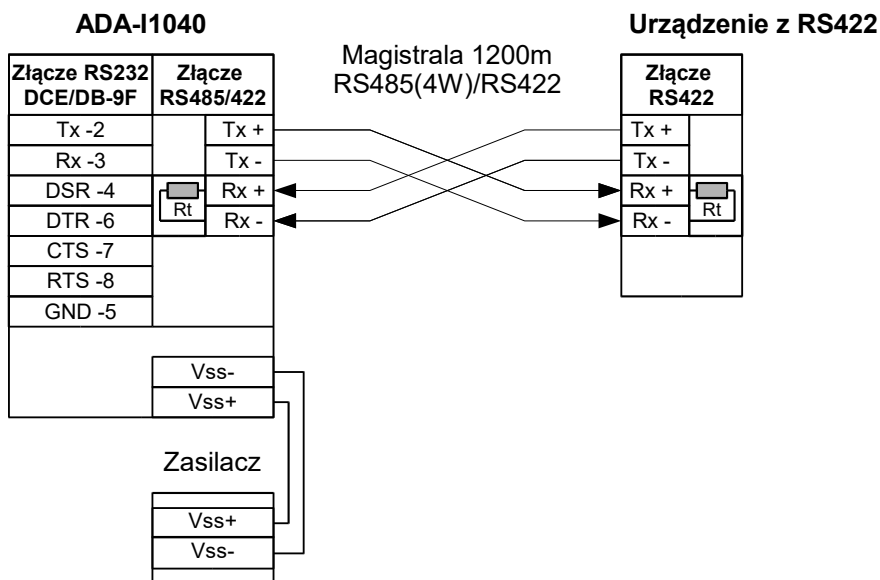 ADA-I1040
Urządzenie z RS422
Magistrala 1200m
RS485(4W)/RS422
Złącze RS232
DCE/DB-9F
Złącze
RS485/422
Tx -2
Tx +
Rx -3
Tx -
DSR -4
Rt
Rx +
DTR -6
Rx -
CTS -7
RTS -8
GND -5
Vss-
Vss+
Zasilacz
Vss+
Vss-
Złącze
RS422
Tx +
Tx -
Rx +
Rt
Rx -